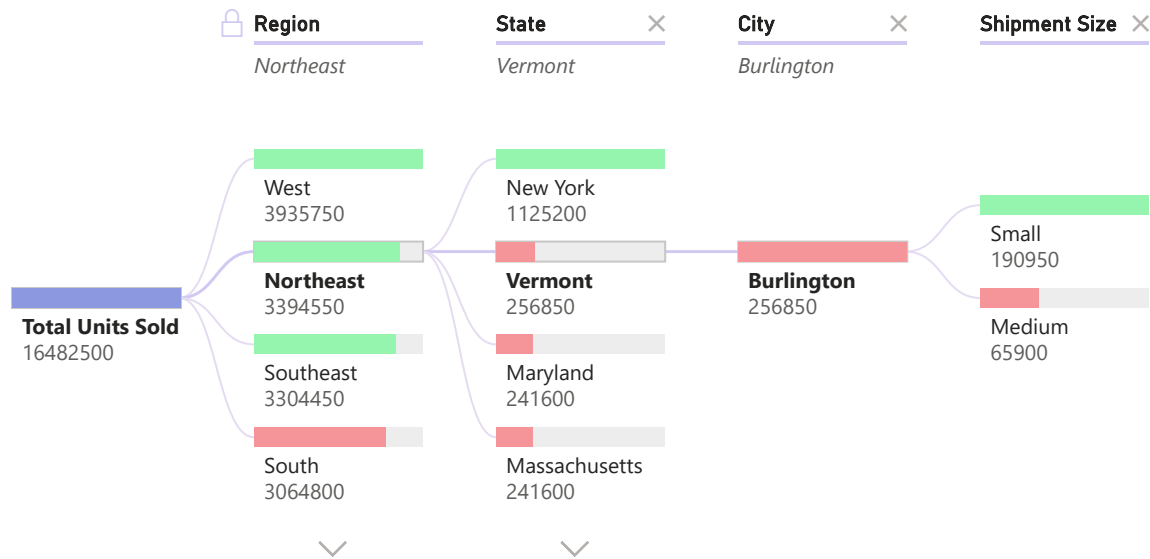 Region
State
City
Shipment Size
Northeast
Vermont
Burlington
West
3935750
New York
1125200
Small
190950
Northeast
3394550
Vermont
256850
Burlington
256850
Total Units Sold
16482500
Medium
65900
Southeast
3304450
Maryland
241600
South
3064800
Massachusetts
241600